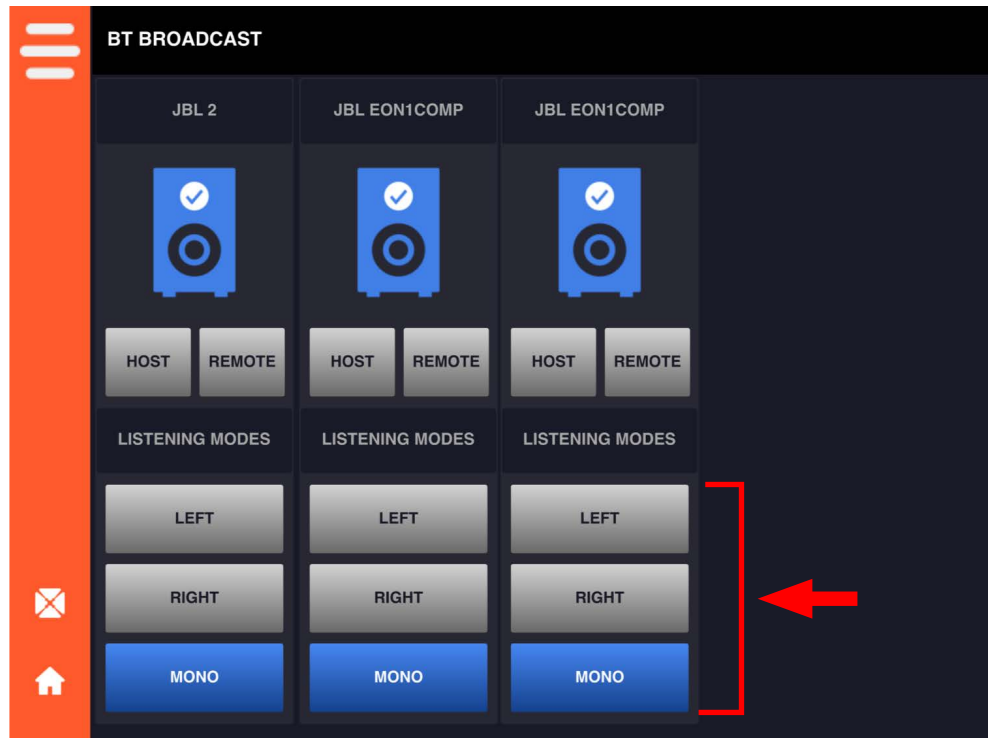 BT BROADCAST
JBL 2 JBL EON1COMP JBL EON1COMP
HOST REMOTE HOST REMOTE HOST REMOTE
LISTENING MODES LISTENING MODES LISTENING MODES
LEFT LEFT LEFT
RIGHT RIGHT RIGHT
MONO MONO MONO